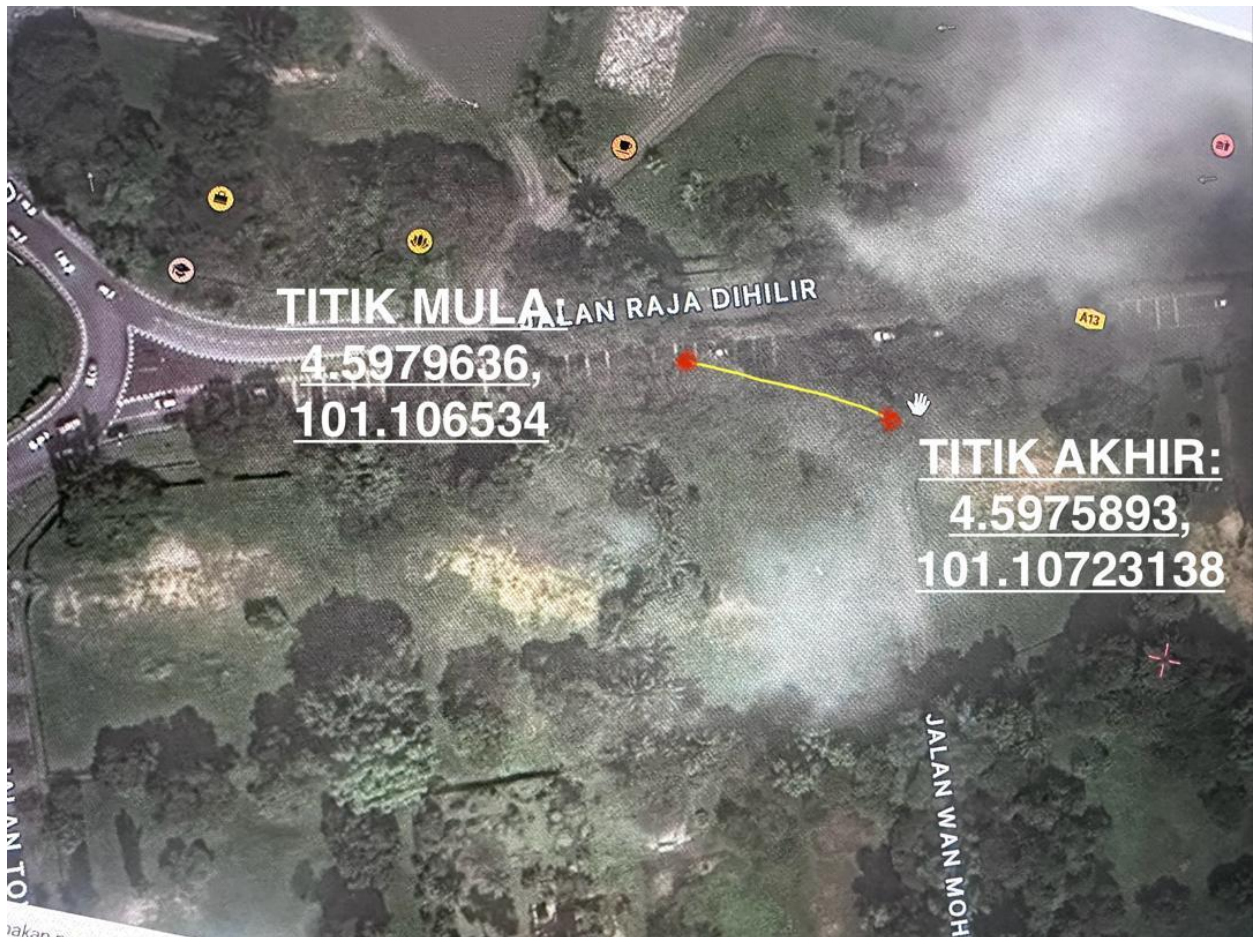 JALAN RAJA DIHILIR
TITIK MULA:
4.5979636,
101.106534
A13
TITIK AKHIR:
4.5975893,
101.10723138
JALAN WAN MOH